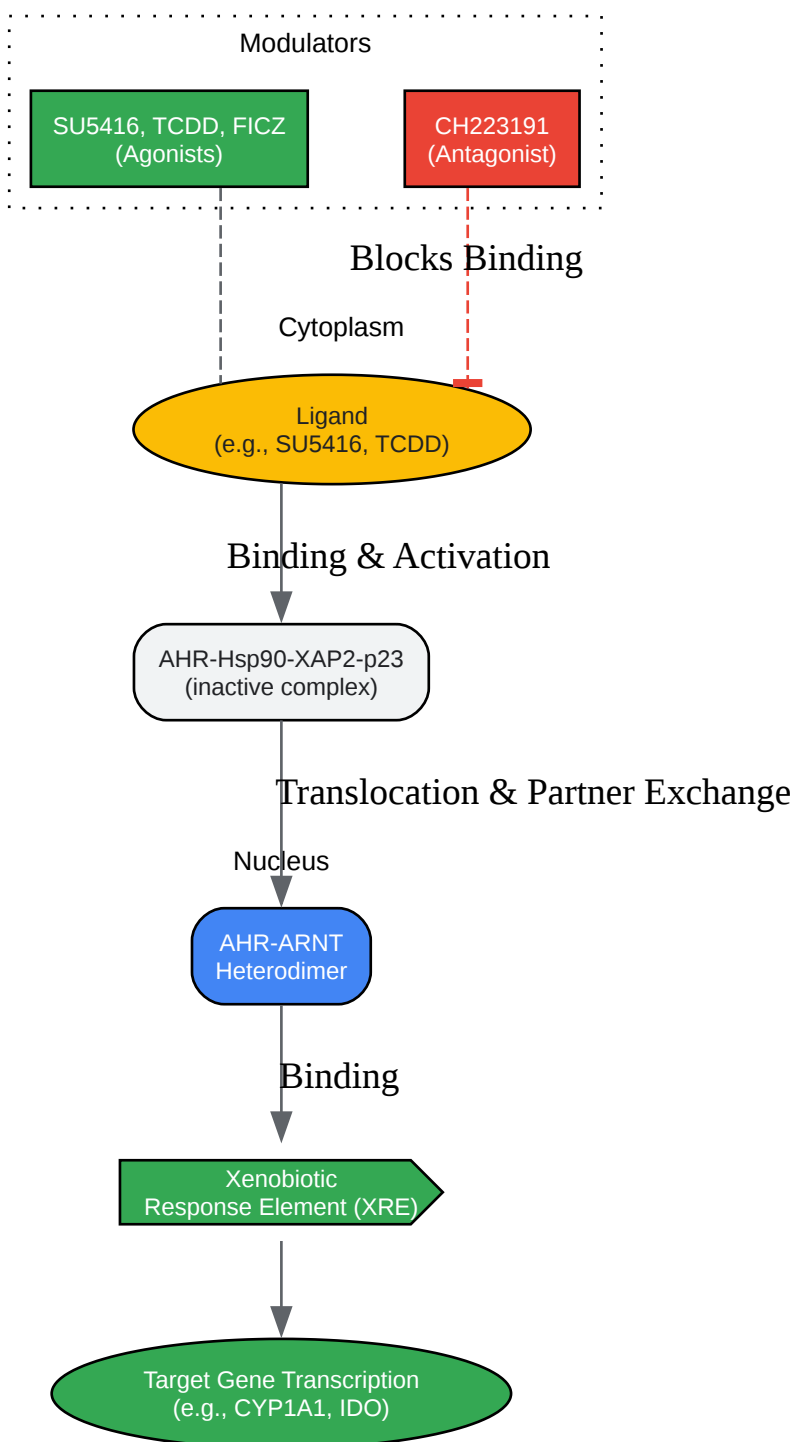 Modulators
SU5416, TCDD, FICZ
(Agonists)
CH223191
(Antagonist)
Blocks Binding
Cytoplasm
Ligand
(e.g., SU5416, TCDD)
Binding & Activation
AHR-Hsp90-XAP2-p23
(inactive complex)
Translocation & Partner Exchange
Nucleus
AHR-ARNT
Heterodimer
Binding
Xenobiotic
Response Element (XRE)
Target Gene Transcription
(e.g., CYP1A1, IDO)